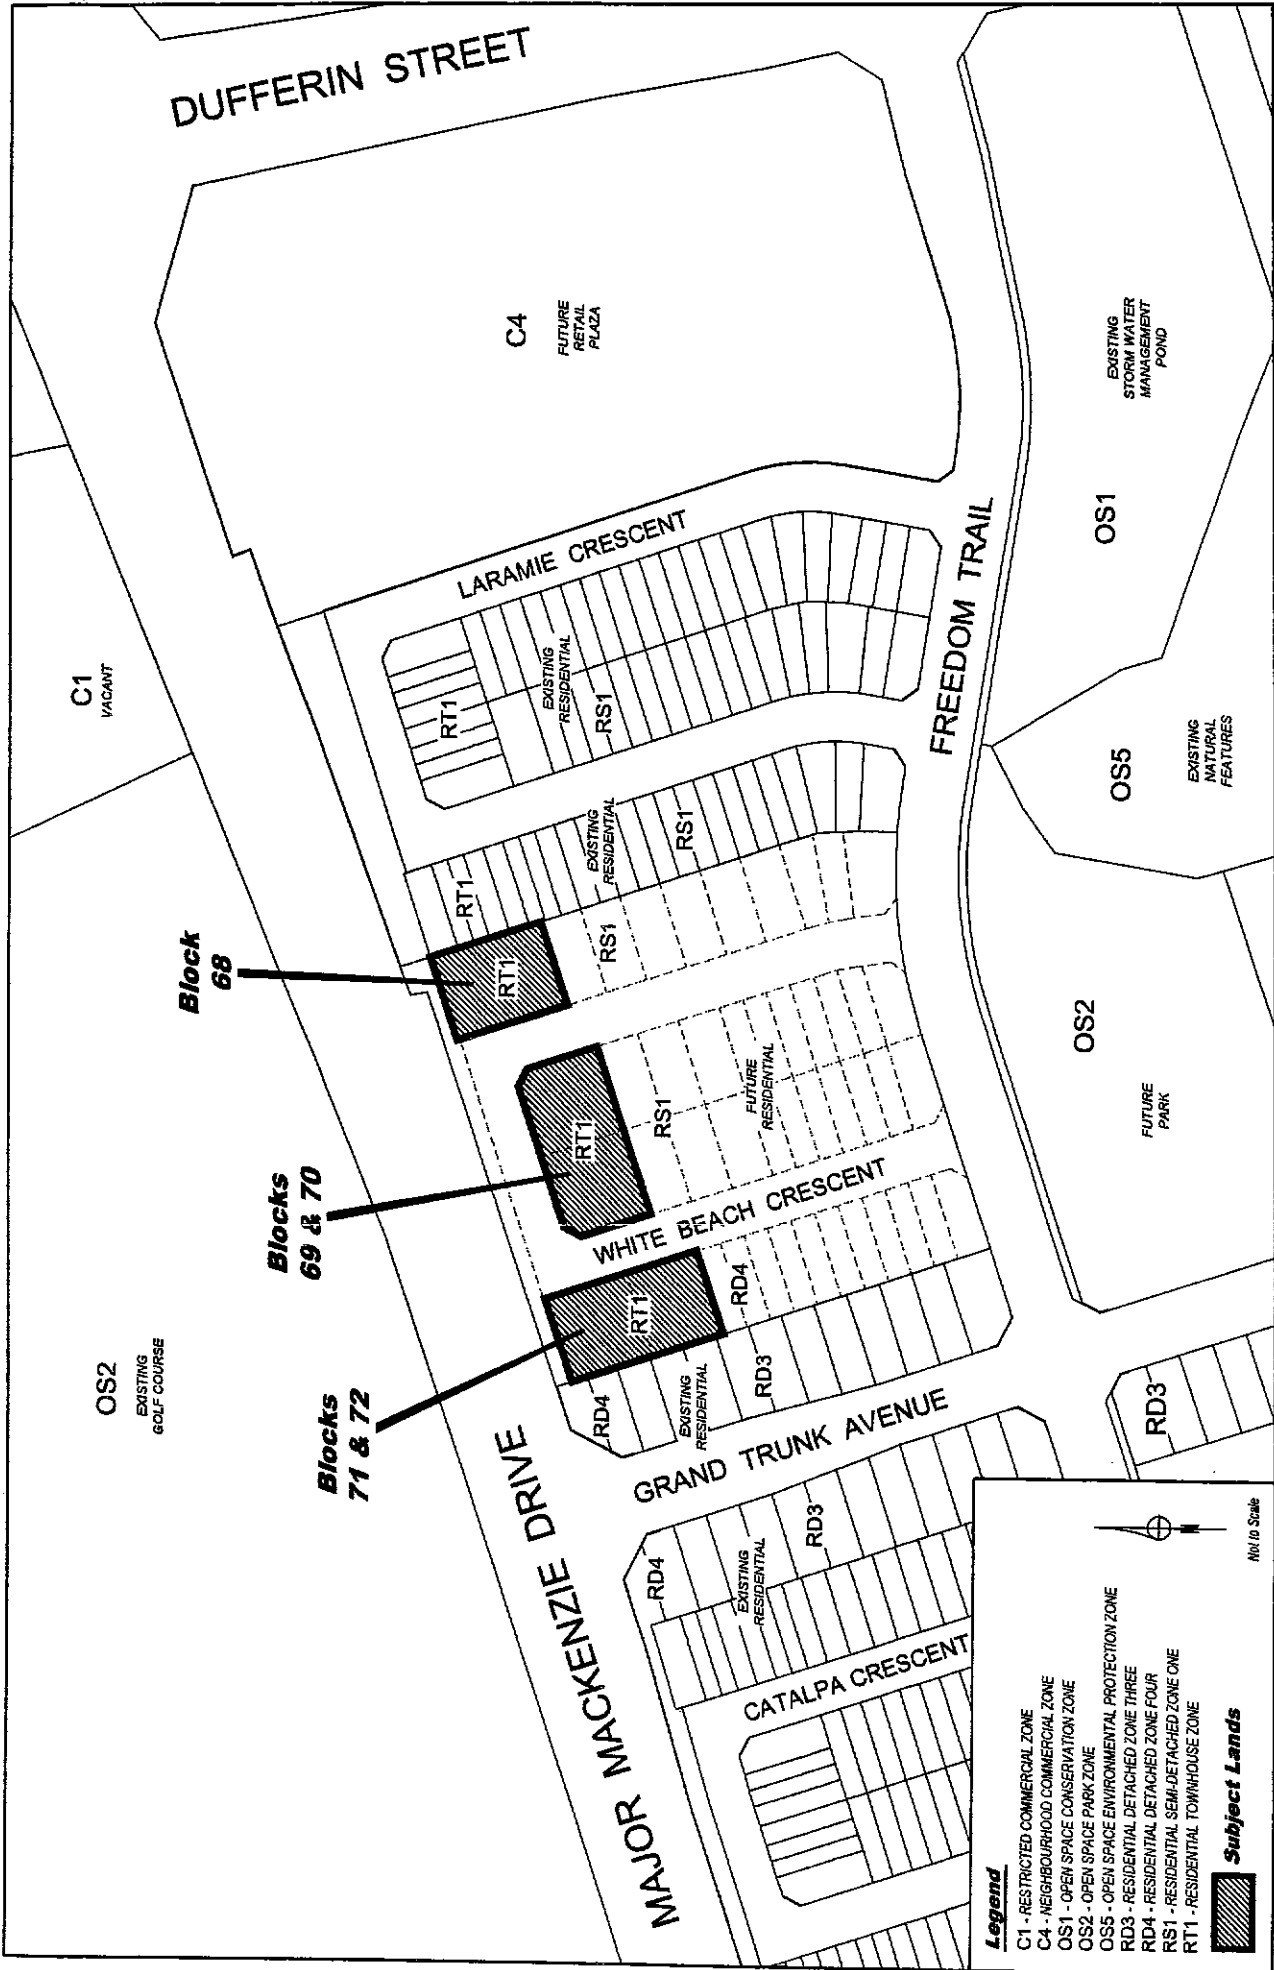 DUFFERIN STREET
C4
FUTURE
RETAIL
PLAZA
C1
VACANT
EXISTING
STORM WATER
MANAGEMENT
POND
OS1
LARAMIE CRESCENT
FREEDOM TRAIL
RT1
EXISTING
RESIDENTIAL
RS1
OS5
EXISTING
NATURAL
FEATURES
RT1
EXISTING
RESIDENTIAL
RS1
Block
68
RT1
RS1
OS2
FUTURE
PARK
Blocks
69 & 70
RT1
RS1
FUTURE
RESIDENTIAL
WHITE BEACH CRESCENT
OS2
EXISTING
GOLF COURSE
Blocks
71 & 72
RT1
RD4
RD4
EXISTING
RESIDENTIAL
RD3
GRAND TRUNK AVENUE
RD3
MAJOR MACKENZIE DRIVE
RD4
EXISTING
RESIDENTIAL
RD3
CATALPA CRESCENT
Legend
C1 - RESTRICTED COMMERCIAL ZONE
C4 - NEIGHBOURHOOD COMMERCIAL ZONE
OS1 - OPEN SPACE CONSERVATION ZONE
OS2 - OPEN SPACE PARK ZONE
OS5 - OPEN SPACE ENVIRONMENTAL PROTECTION ZONE
RD3 - RESIDENTIAL DETACHED ZONE THREE
RD4 - RESIDENTIAL DETACHED ZONE FOUR
RS1 - RESIDENTIAL SEMI-DETACHED ZONE ONE
RT1 - RESIDENTIAL TOWNHOUSE ZONE
Subject Lands
Not to Scale